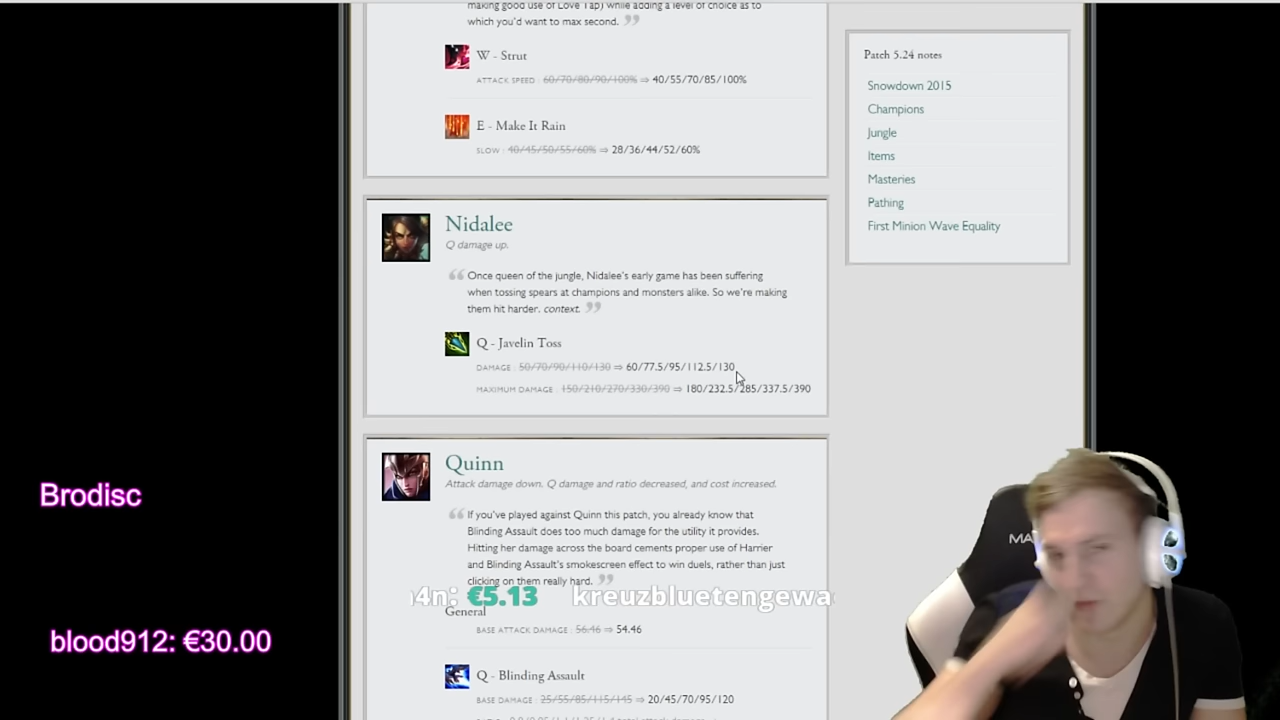 making good use of Love Tap) while adding a level of choice as to
which you'd want to max second. ”
W - Strut
ATTACK SPEED : 60/70/80/90/100% ⇒ 40/55/70/85/100%
E - Make It Rain
SLOW : 40/45/50/55/60% ⇒ 28/36/44/52/60%
Nidalee
Q damage up.
“ Once queen of the jungle, Nidalee's early game has been suffering
when tossing spears at champions and monsters alike. So we're making
them hit harder. context. ”
Q - Javelin Toss
DAMAGE : 50/70/90/110/130 ⇒ 60/77.5/95/112.5/130
MAXIMUM DAMAGE : 150/210/270/330/390 ⇒ 180/232.5/285/337.5/390
Quinn
Attack damage down. Q damage and ratio decreased, and cost increased.
“ If you've played against Quinn this patch, you already know that
Blinding Assault does too much damage for the utility it provides.
Hitting her damage across the board cements proper use of Harrier
and Blinding Assault's smokescreen effect to win duels, rather than just
clicking on them really hard. ”
General
BASE ATTACK DAMAGE : 56.46 ⇒ 54.46
Q - Blinding Assault
BASE DAMAGE : 25/55/85/115/145 ⇒ 20/45/70/95/120
Patch 5.24 notes
Snowdown 2015
Champions
Jungle
Items
Masteries
Pathing
First Minion Wave Equality
Brodisc
4n: €5.13 kreuzbluetengewa
blood912: €30.00
MA